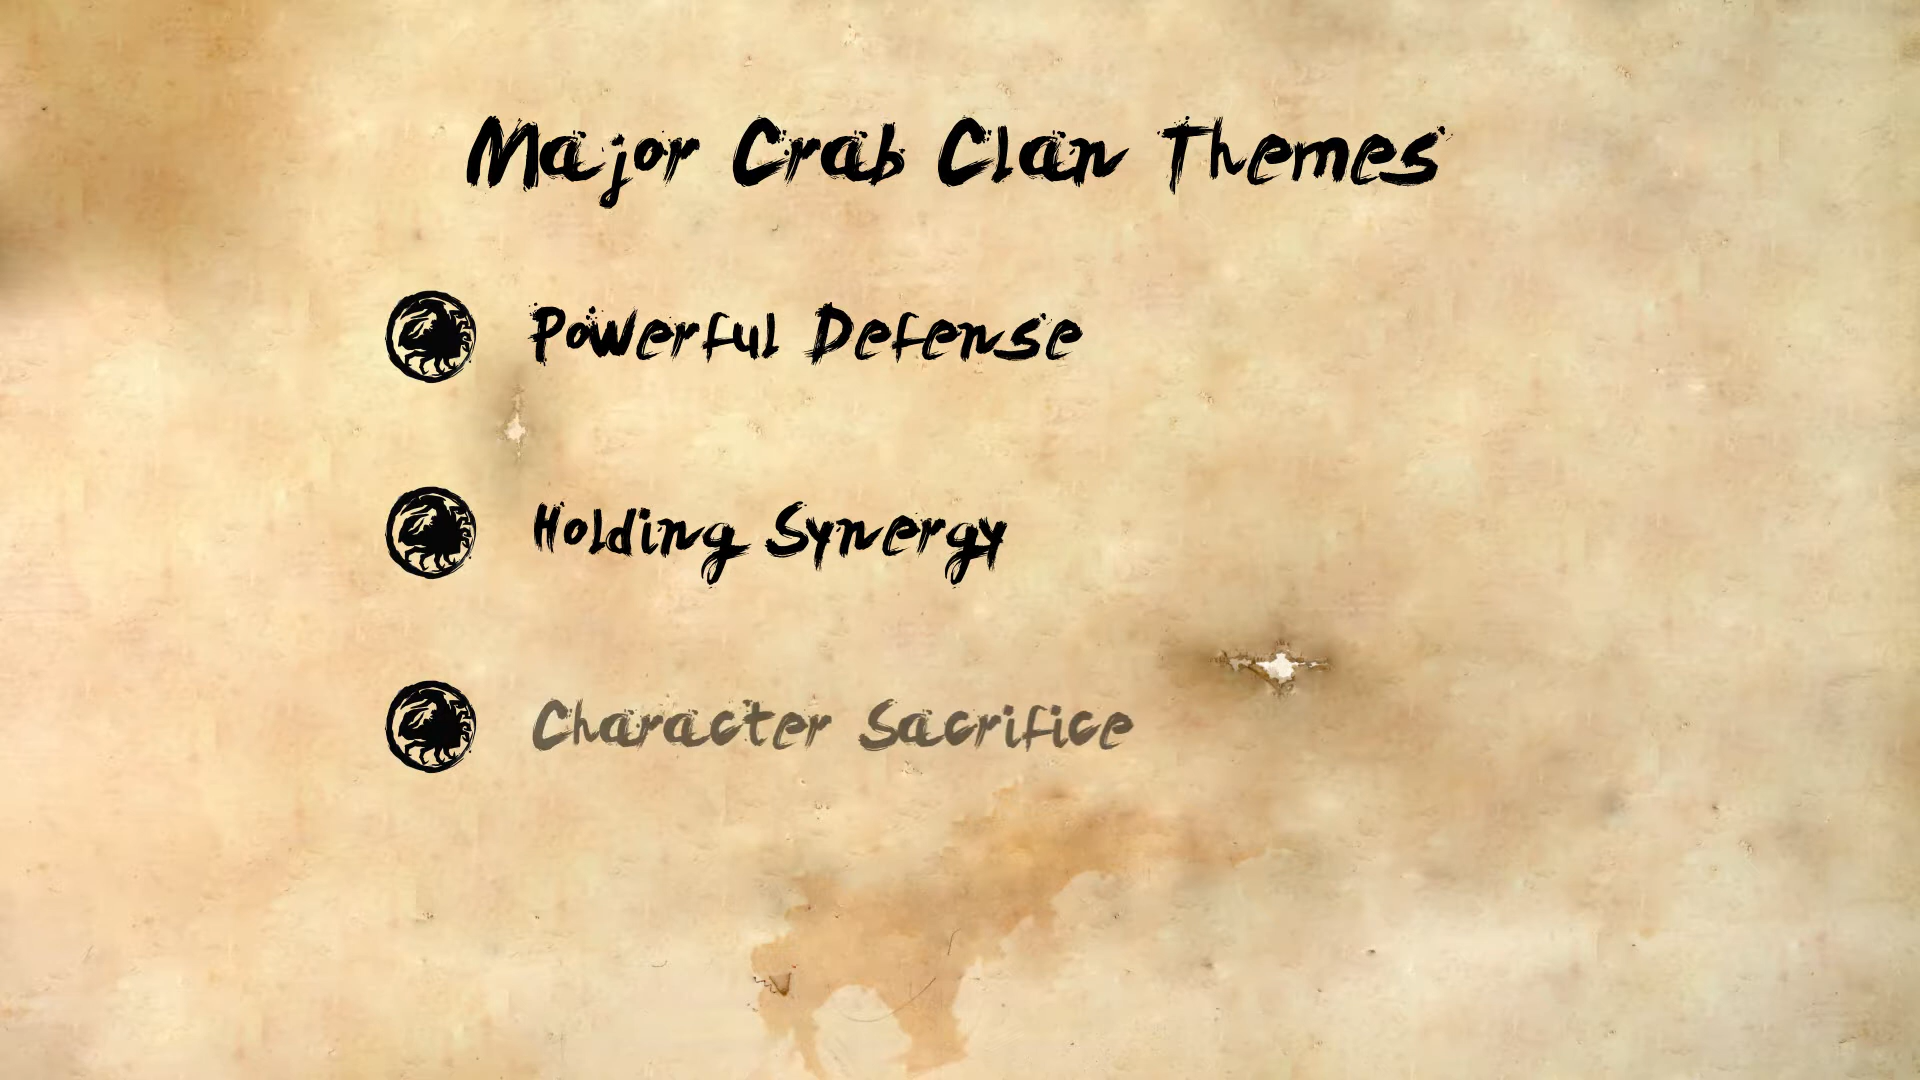 Major Crab Clan Themes
Powerful Defense
Holding Synergy
Character Sacrifice